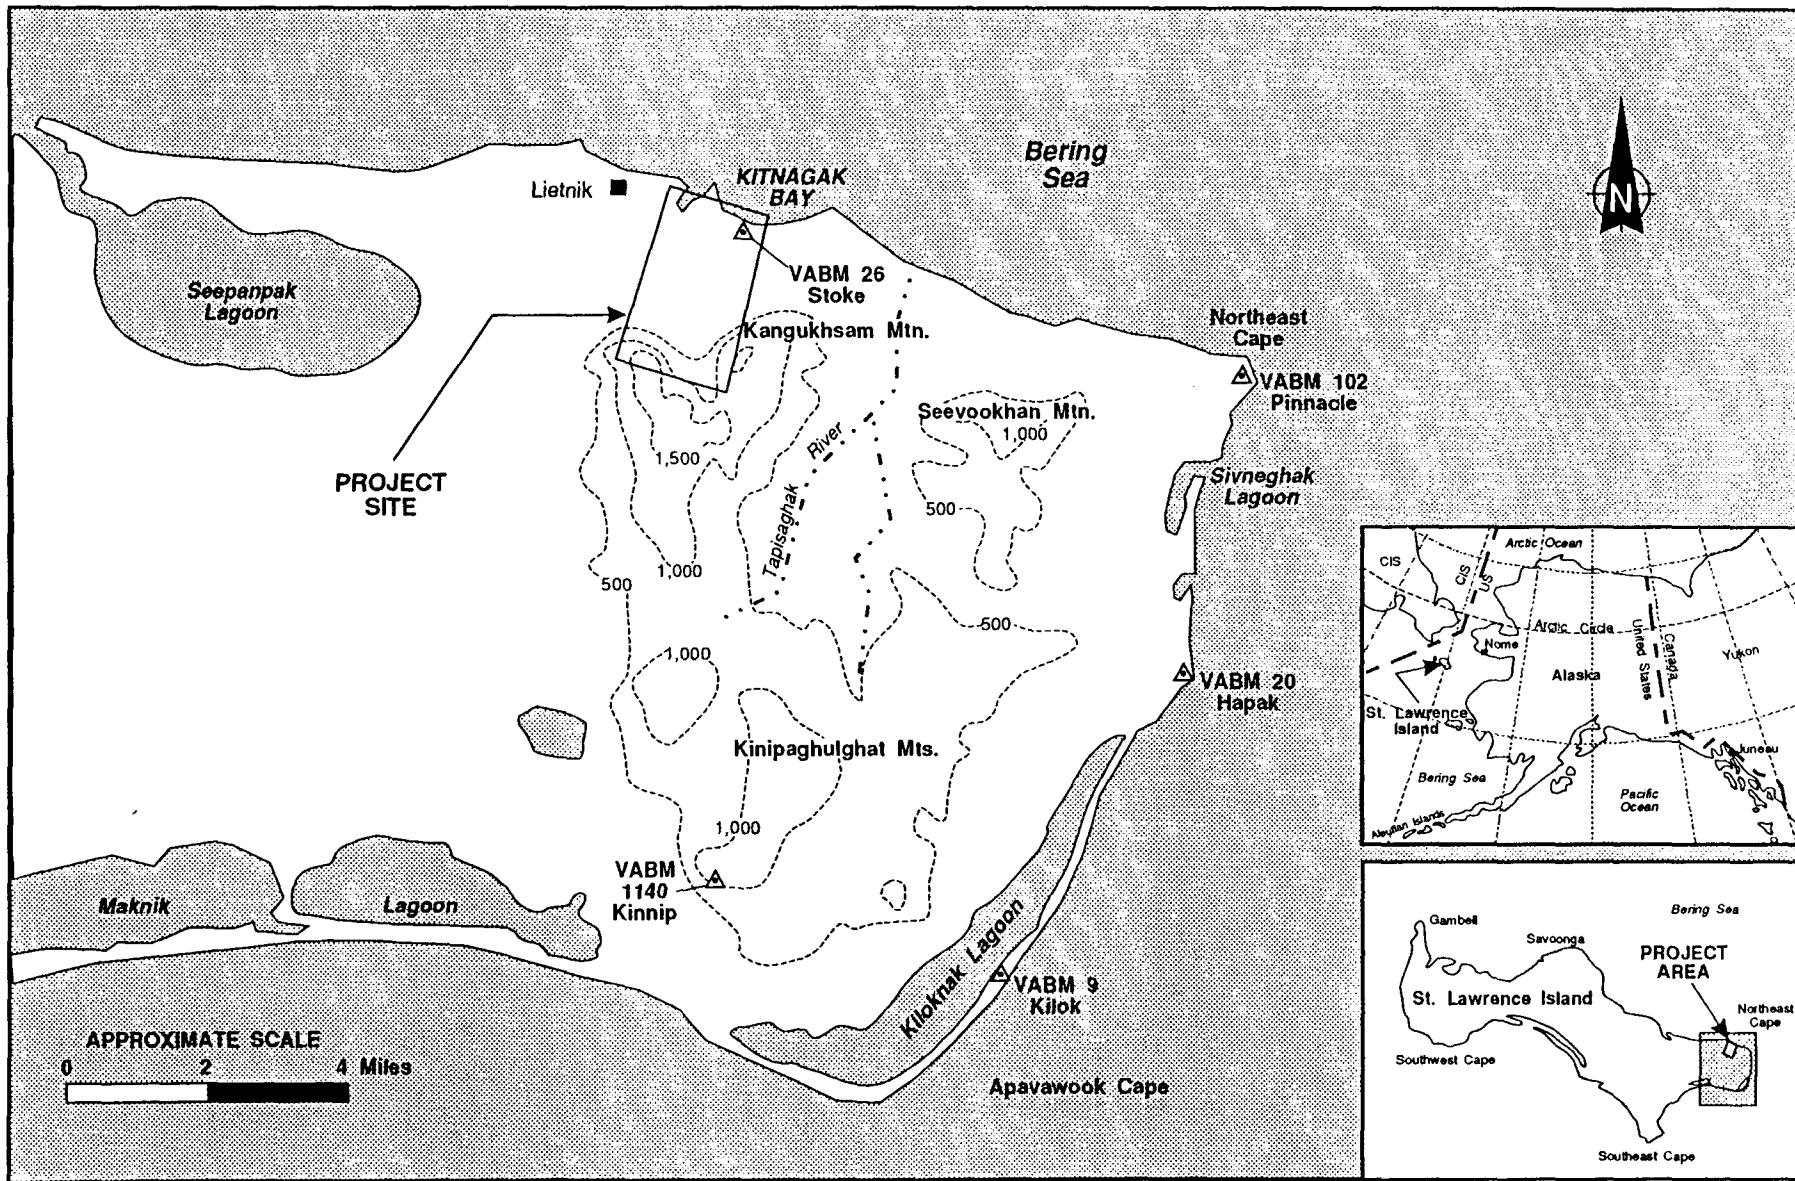 Bering
Sea
KITNAGAK
BAY
Lietnik
N
VABM 26
Stoke
Seepanpak
Lagoon
Kangukhsam Mtn.
Northeast
Cape
VABM 102
Pinnacle
Seevookhan Mtn.
1,000
River
1,500
PROJECT
SITE
Sivneghak
Lagoon
500
Tapisaghak
1,000
500
500
1,000
VABM 20
Hapak
Kinipaghulghat Mts.
1,000
VABM
1140
Kinnip
Maknik
Lagoon
Kiloknak Lagoon
VABM 9
Kilok
APPROXIMATE SCALE
0
2
4 Miles
Apavawook Cape
Arctic Ocean
CIS
CIS
US
Arctic Circle
Nome
United States
Canada
Yukon
Alaska
St. Lawrence
Island
Juneau
Bering Sea
Pacific
Ocean
Aleutian Islands
Bering Sea
Gambell
Savoonga
PROJECT
AREA
St. Lawrence Island
Northeast
Cape
Southwest Cape
Southeast Cape